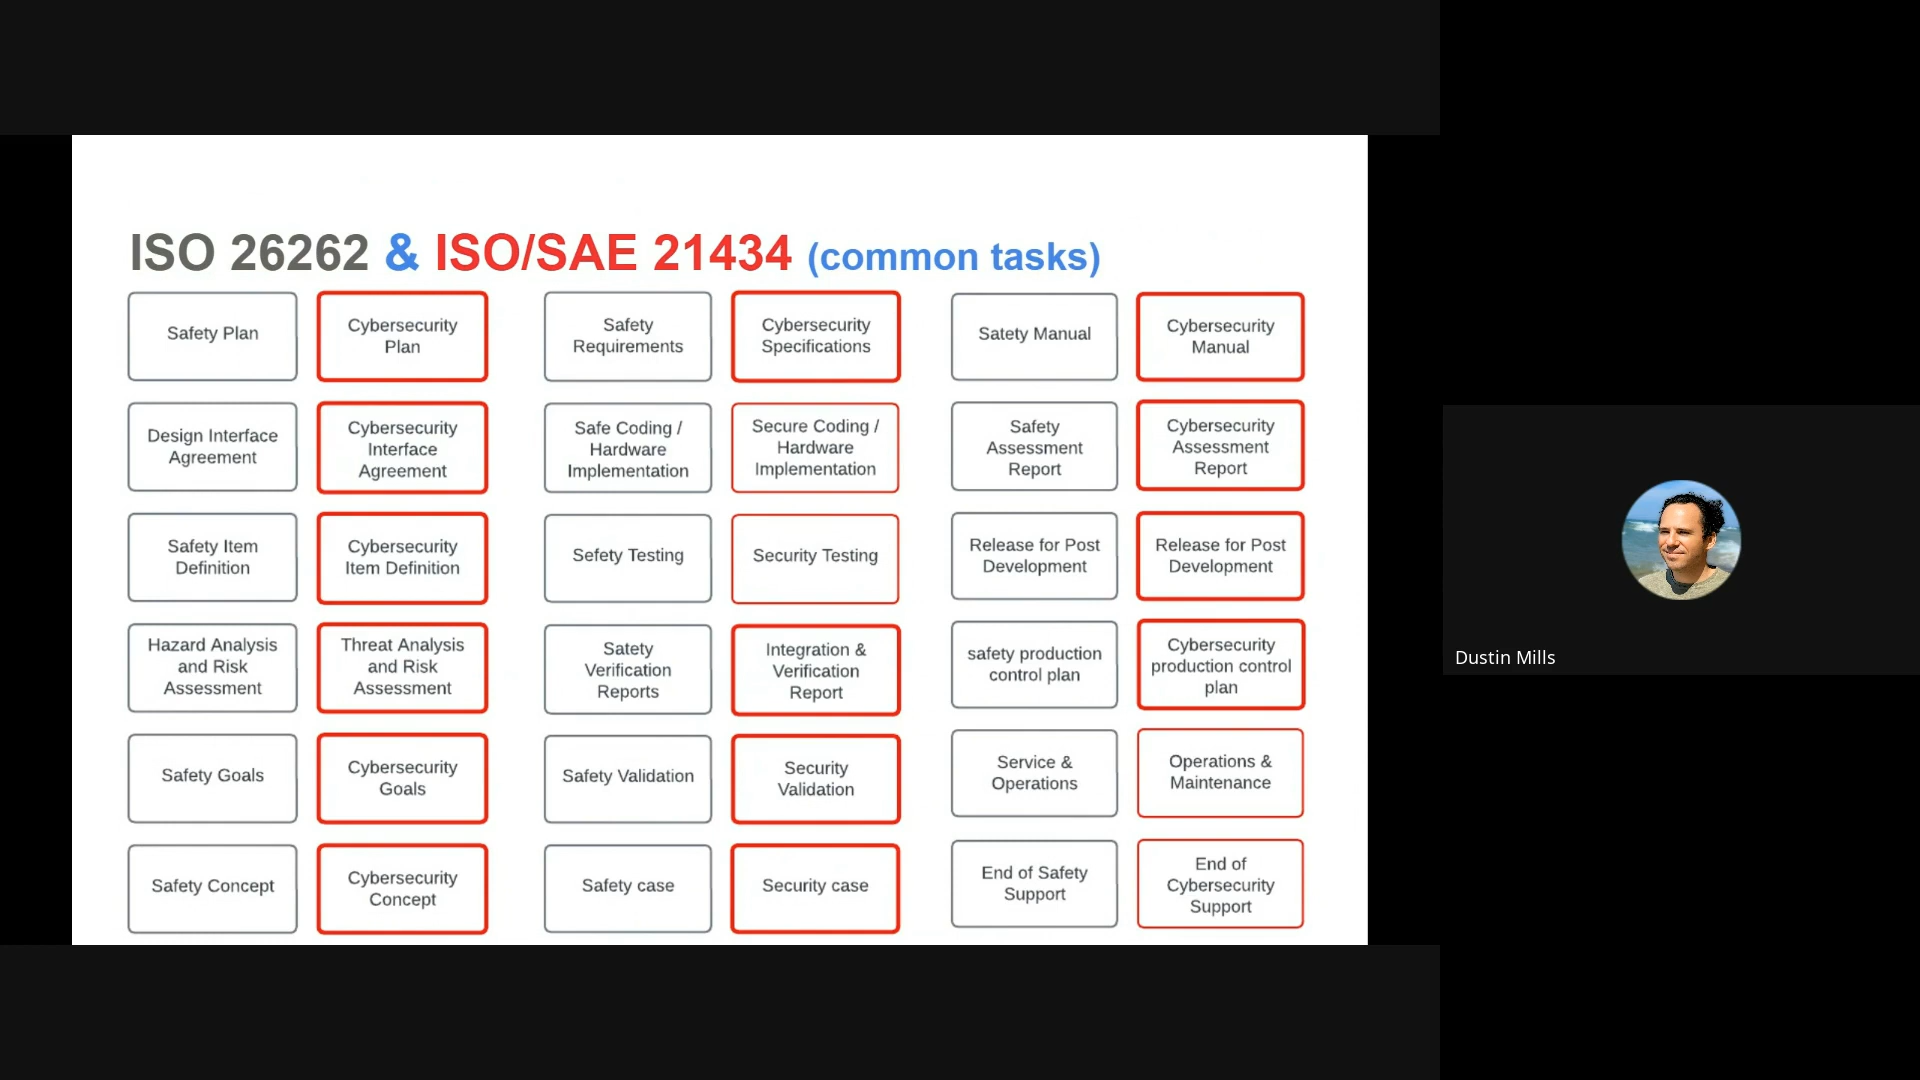 ISO 26262 & ISO/SAE 21434 (common tasks)
Safety Plan
Cybersecurity
Plan
Design Interface
Agreement
Cybersecurity
Interface
Agreement
Safety Item
Definition
Cybersecurity
Item Definition
Hazard Analysis
and Risk
Assessment
Threat Analysis
and Risk
Assessment
Safety Goals
Cybersecurity
Goals
Safety Concept
Cybersecurity
Concept
Safety
Requirements
Cybersecurity
Specifications
Safe Coding /
Hardware
Implementation
Secure Coding /
Hardware
Implementation
Sefety Testing
Security Testing
Satety
Verification
Reports
Integration &
Verification
Report
Safety Validation
Security
Validation
Safety case
Security case
Satety Manual
Cybersecurity
Manual
Safety
Assessment
Report
Cybersecurity
Assessment
Report
Release for Post
Development
Release for Post
Development
safety production
control plan
Cybersecurity
production control
plan
Service &
Operations
Operations &
Maintenance
End of Safety
Support
End of
Cybersecurity
Support
Dustin Mills